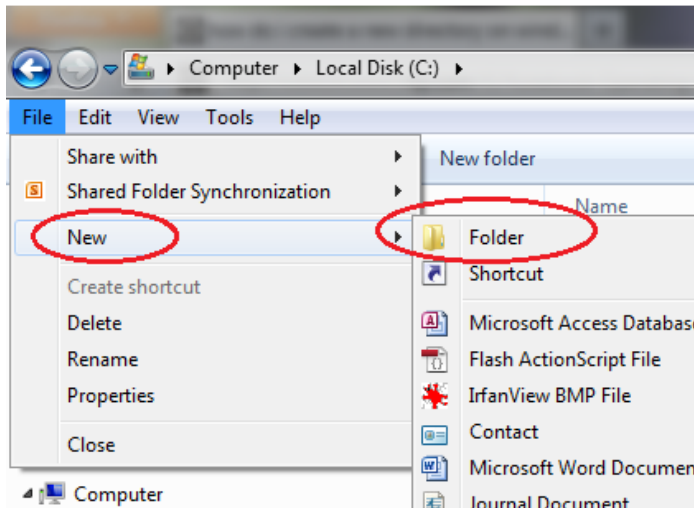 Computer ▸ Local Disk (C:) ▸
File Edit View Tools Help
Share with
New folder
Shared Folder Synchronization
Name
New
Folder
Create shortcut
Shortcut
Delete
Microsoft Access Databas
Rename
Flash ActionScript File
Properties
IrfanView BMP File
Contact
Close
Microsoft Word Documen
Computer
Journal Document